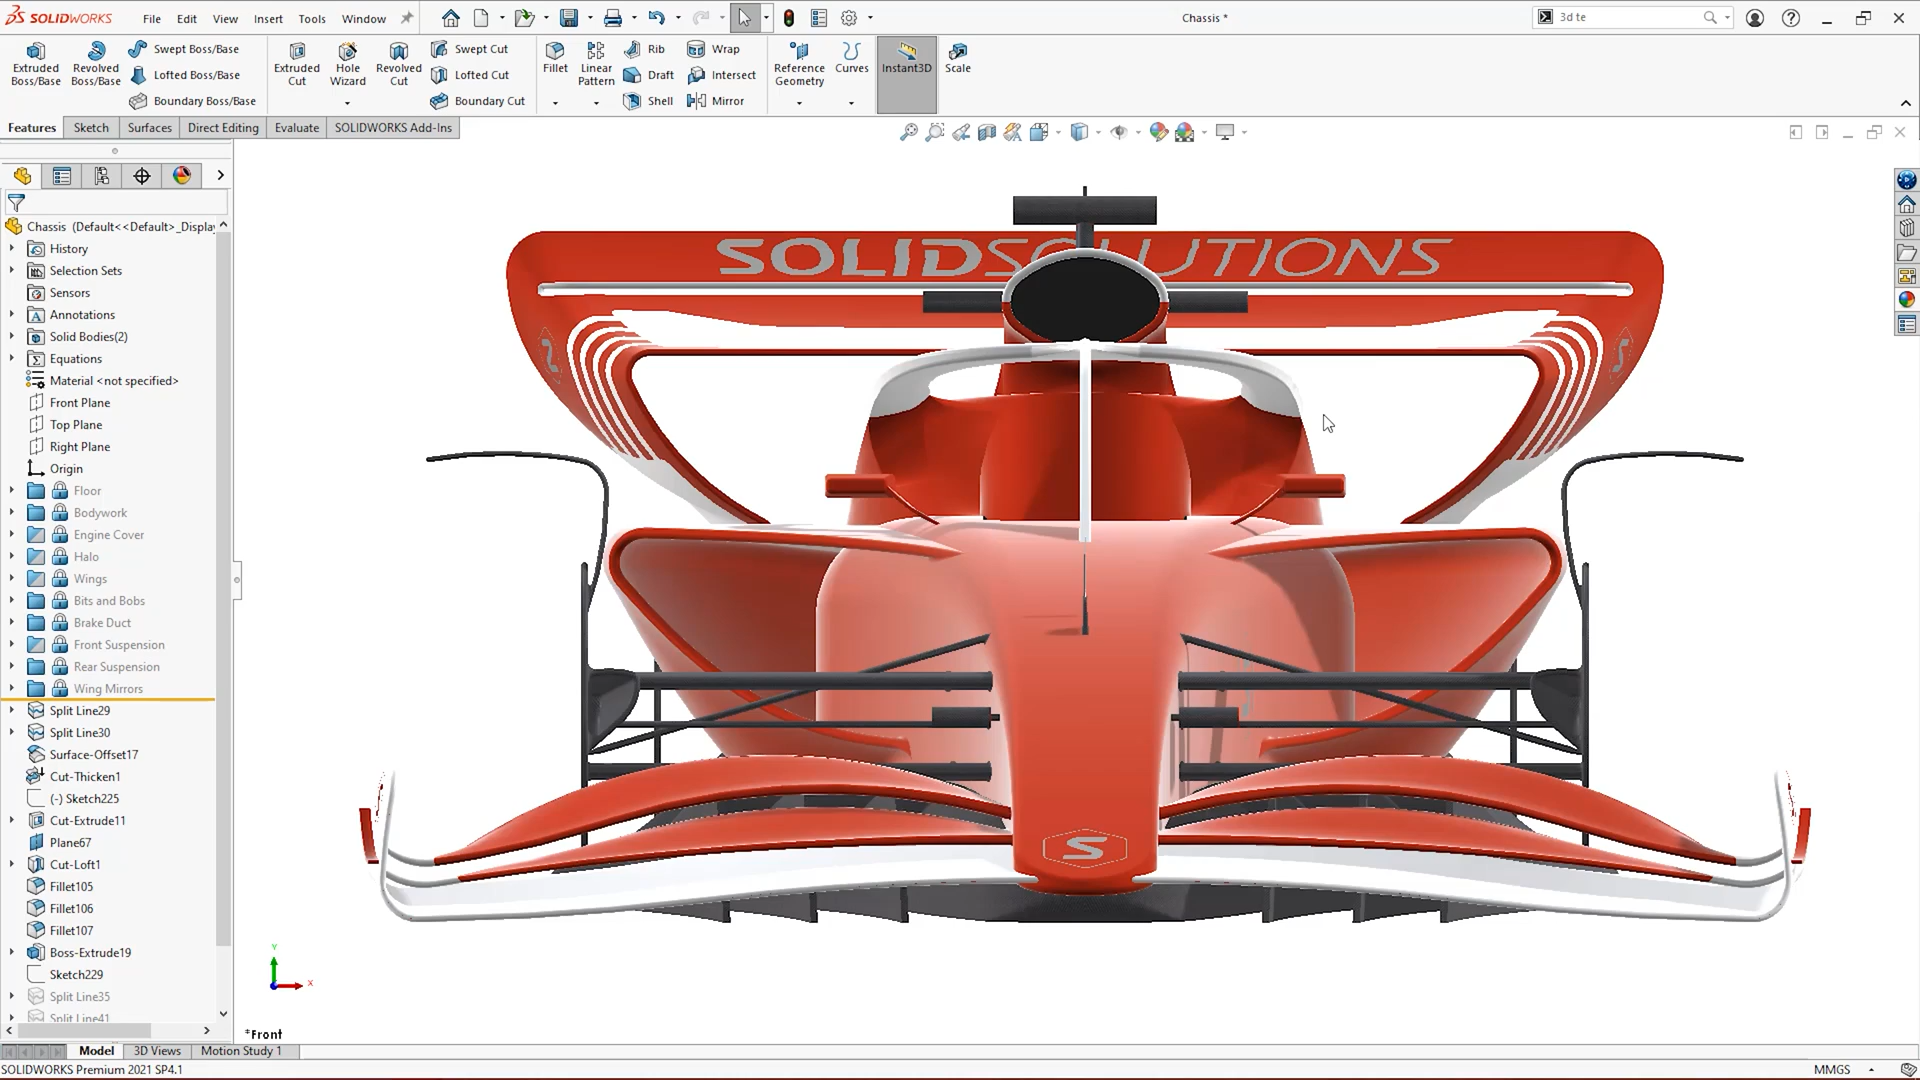 SOLIDWORKS
File Edit View Insert Tools Window
Chassis *
3d te
Extruded Boss/Base
Revolved Boss/Base
Swept Boss/Base
Lofted Boss/Base
Boundary Boss/Base
Extruded Cut
Hole Wizard
Revolved Cut
Swept Cut
Lofted Cut
Boundary Cut
Fillet
Linear Pattern
Rib
Draft
Shell
Wrap
Intersect
Mirror
Reference Geometry
Curves
Instant3D
Scale
Features Sketch Surfaces Direct Editing Evaluate SOLIDWORKS Add-Ins
Chassis (Default<<Default>_Display
History
Selection Sets
Sensors
Annotations
Solid Bodies(2)
Equations
Material <not specified>
Front Plane
Top Plane
Right Plane
Origin
Floor
Bodywork
Engine Cover
Halo
Wings
Bits and Bobs
Brake Duct
Front Suspension
Rear Suspension
Wing Mirrors
Split Line29
Split Line30
Surface-Offset17
Cut-Thicken1
(-) Sketch225
Cut-Extrude11
Plane67
Cut-Loft1
Fillet105
Fillet106
Fillet107
Boss-Extrude19
Sketch229
Split Line35
Split Line41
SOLIDSOLUTIONS
S
Y
X
*Front
Model 3D Views Motion Study 1
SOLIDWORKS Premium 2021 SP4.1
MMGS